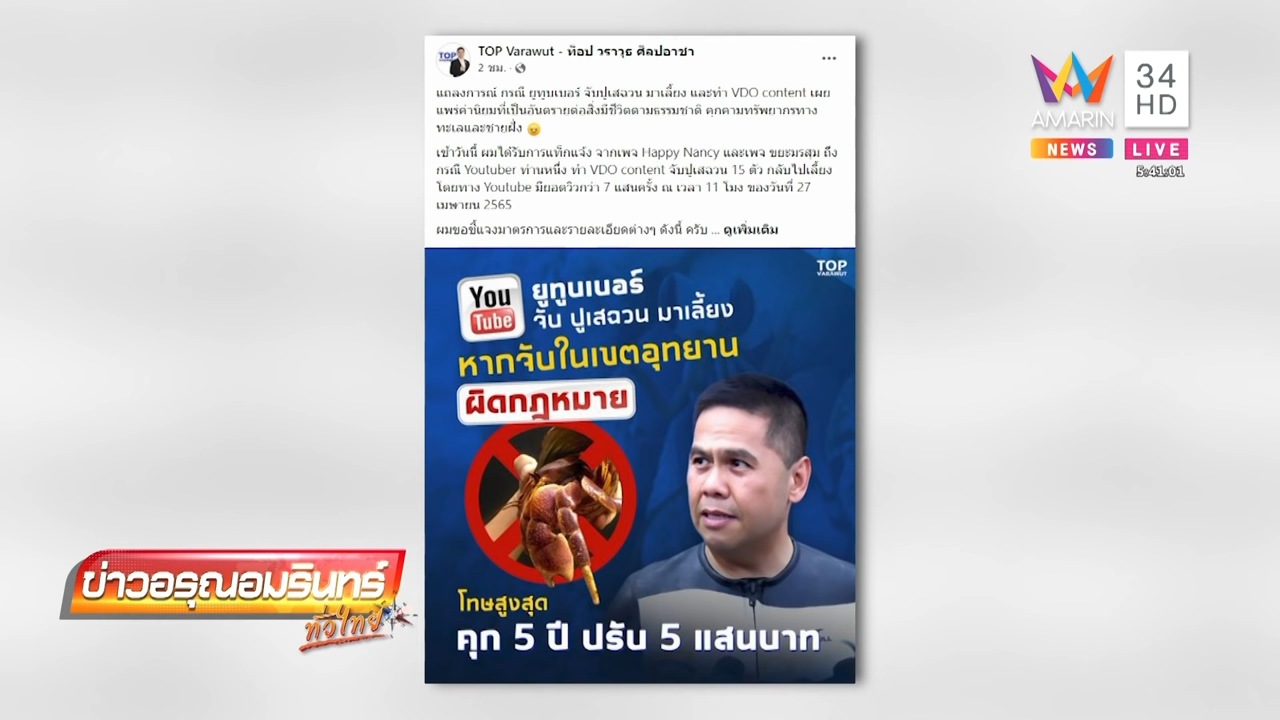 TOP Varawut - ท็อป วราวุธ ศิลปอาชา
2 ชม. ·
แถลงการณ์ กรณี ยูทูบเบอร์ จับปูเสฉวน มาเลี้ยง และทำ VDO content เผย
แพร่ค่านิยมที่เป็นอันตรายต่อสิ่งมีชีวิตตามธรรมชาติ คุกคามทรัพยากรทาง
ทะเลและชายฝั่ง
เช้าวันนี้ ผมได้รับการแท็กแจ้ง จากเพจ Happy Nancy และเพจ ขยะมรสุม ถึง
กรณี Youtuber ท่านหนึ่ง ทำ VDO content จับปูเสฉวน 15 ตัว กลับไปเลี้ยง
โดยทาง Youtube มียอดวิวกว่า 7 แสนครั้ง ณ เวลา 11 โมง ของวันที่ 27
เมษายน 2565
ผมขอชี้แจงมาตรการและรายละเอียดต่างๆ ดังนี้ ครับ ... ดูเพิ่มเติม
TOP
VARAWUT
You
Tube
ยูทูบเบอร์
จับ ปูเสฉวน มาเลี้ยง
หากจับในเขตอุทยาน
ผิดกฎหมาย
โทษสูงสุด
คุก 5 ปี ปรับ 5 แสนบาท
AMARIN
NEWS
34
HD
LIVE
5:41:01
ข่าวอรุณอมรินทร์
ทั่วไทย